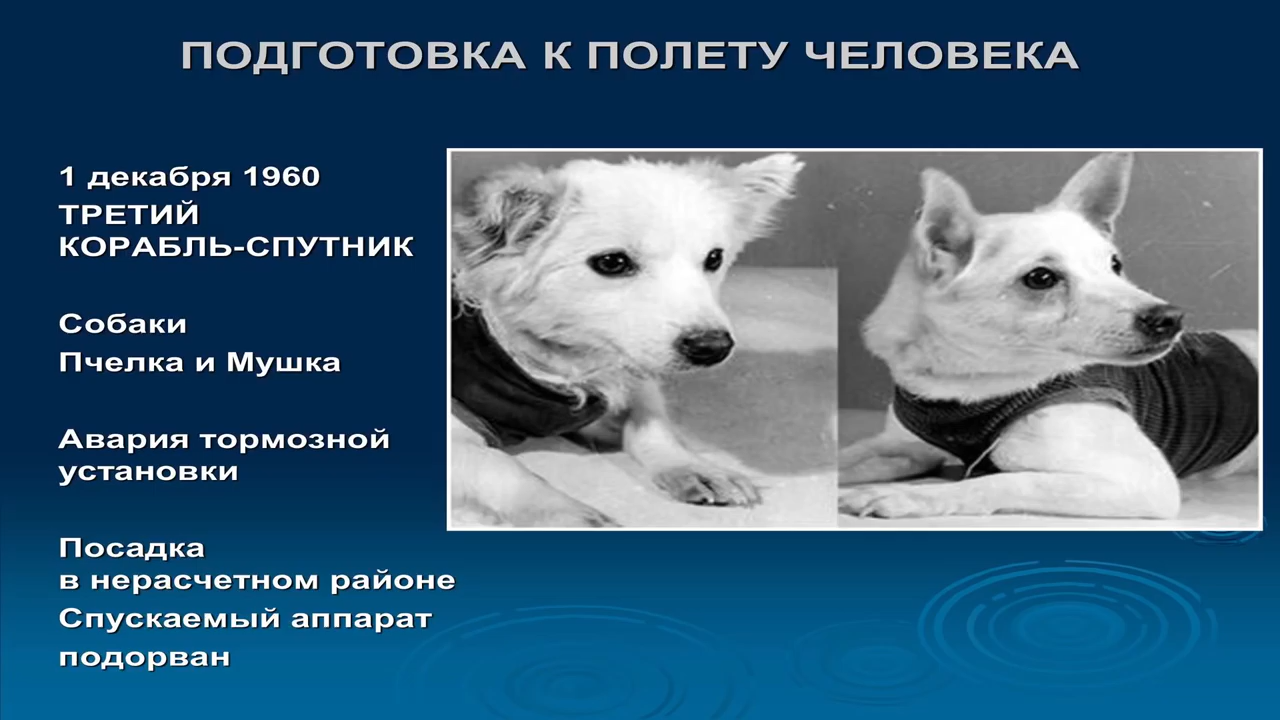 ПОДГОТОВКА К ПОЛЕТУ ЧЕЛОВЕКА
1 декабря 1960
ТРЕТИЙ
КОРАБЛЬ-СПУТНИК
Собаки
Пчелка и Мушка
Авария тормозной
установки
Посадка
в нерасчетном районе
Спускаемый аппарат
подорван